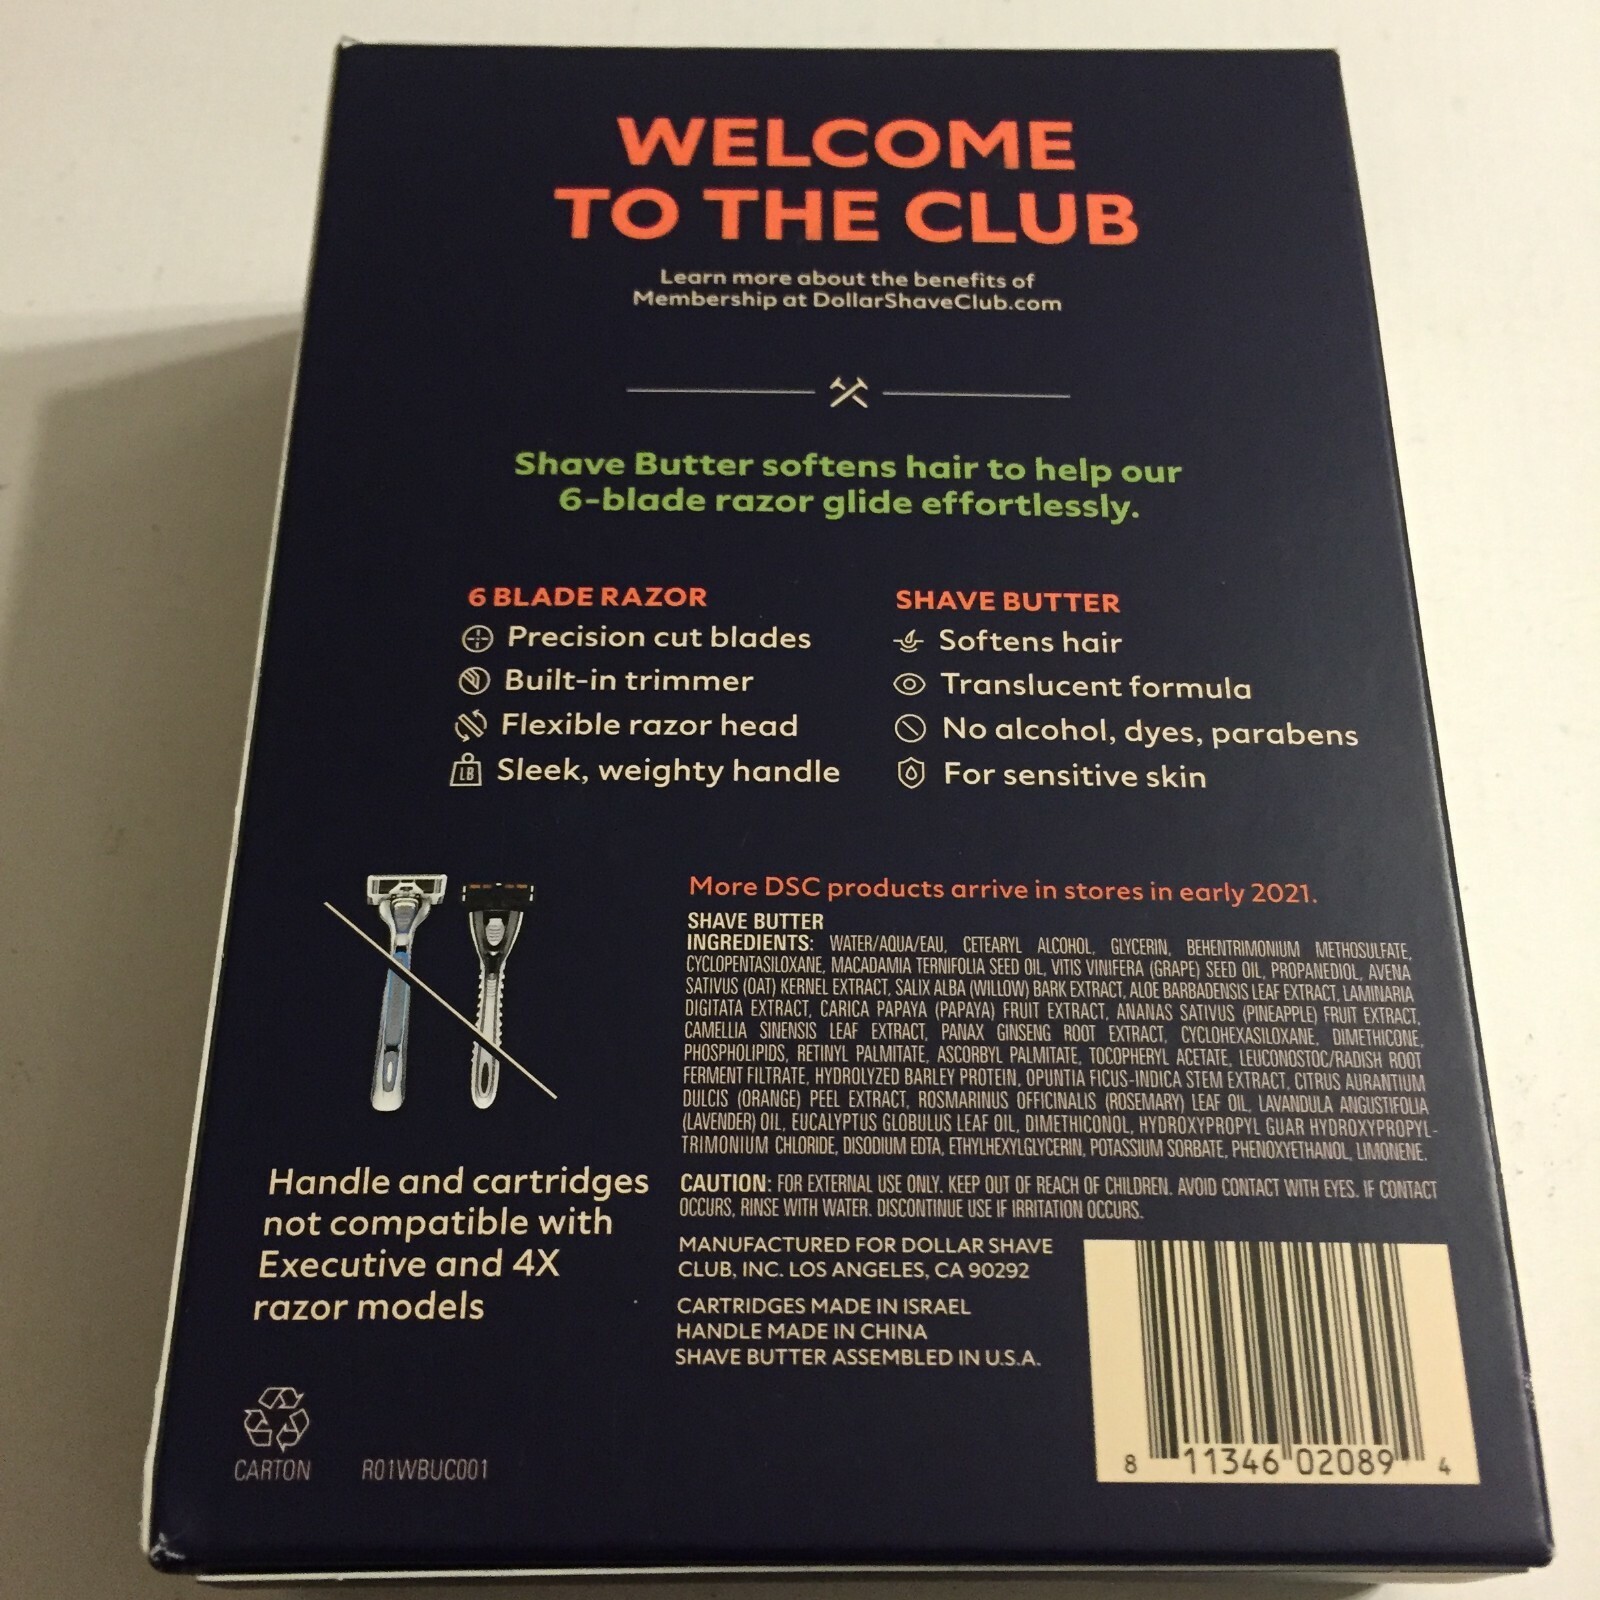 WELCOME
TO THE CLUB
Learn more about the benefits of
Membership at DollarShaveClub.com
Shave Butter softens hair to help our
6-blade razor glide effortlessly.
6 BLADE RAZOR
Precision cut blades
Built-in trimmer
Flexible razor head
LB Sleek, weighty handle
SHAVE BUTTER
Softens hair
Translucent formula
No alcohol, dyes, parabens
For sensitive skin
Handle and cartridges
not compatible with
Executive and 4X
razor models
More DSC products arrive in stores in early 2021.
SHAVE BUTTER
INGREDIENTS: WATER/AQUA/EAU, CETEARYL ALCOHOL, GLYCERIN, BEHENTRIMONIUM METHOSULFATE,
CYCLOPENTASILOXANE, MACADAMIA TERNIFOLIA SEED OIL, VITIS VINIFERA (GRAPE) SEED OIL, PROPANEDIOL, AVENA
SATIVUS (OAT) KERNEL EXTRACT, SALIX ALBA (WILLOW) BARK EXTRACT, ALOE BARBADENSIS LEAF EXTRACT, LAMINARIA
DIGITATA EXTRACT, CARICA PAPAYA (PAPAYA) FRUIT EXTRACT, ANANAS SATIVUS (PINEAPPLE) FRUIT EXTRACT,
CAMELLIA SINENSIS LEAF EXTRACT, PANAX GINSENG ROOT EXTRACT, CYCLOHEXASILOXANE, DIMETHICONE,
PHOSPHOLIPIDS, RETINYL PALMITATE, ASCORBYL PALMITATE, TOCOPHERYL ACETATE, LEUCONOSTOC/RADISH ROOT
FERMENT FILTRATE, HYDROLYZED BARLEY PROTEIN, OPUNTIA FICUS-INDICA STEM EXTRACT, CITRUS AURANTIUM
DULCIS (ORANGE) PEEL EXTRACT, ROSMARINUS OFFICINALIS (ROSEMARY) LEAF OIL, LAVANDULA ANGUSTIFOLIA
(LAVENDER) OIL, EUCALYPTUS GLOBULUS LEAF OIL, DIMETHICONOL, HYDROXYPROPYL GUAR HYDROXYPROPYL-
TRIMONIUM CHLORIDE, DISODIUM EDTA, ETHYLHEXYLGLYCERIN, POTASSIUM SORBATE, PHENOXYETHANOL, LIMONENE.
CAUTION: FOR EXTERNAL USE ONLY. KEEP OUT OF REACH OF CHILDREN. AVOID CONTACT WITH EYES. IF CONTACT
OCCURS, RINSE WITH WATER. DISCONTINUE USE IF IRRITATION OCCURS.
MANUFACTURED FOR DOLLAR SHAVE
CLUB, INC. LOS ANGELES, CA 90292
CARTRIDGES MADE IN ISRAEL
HANDLE MADE IN CHINA
SHAVE BUTTER ASSEMBLED IN U.S.A.
CARTON R01WBUC001
8 11346 02089 4